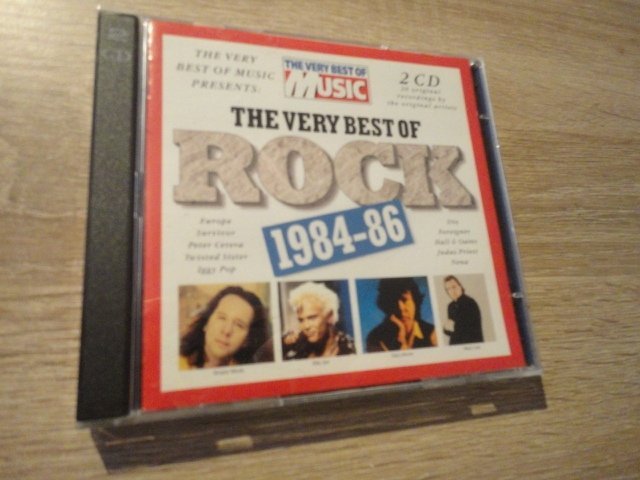 2
CD
THE VERY
BEST OF MUSIC
PRESENTS:
THE VERY BEST OF
MUSIC
2 CD
original
recordings by
the original artists
THE VERY BEST OF
ROCK
1984-86
Europe
Survivor
Peter Cetera
Twisted Sister
Iggy Pop
Foreigner
Hall & Oates
Judas Priest
Nena